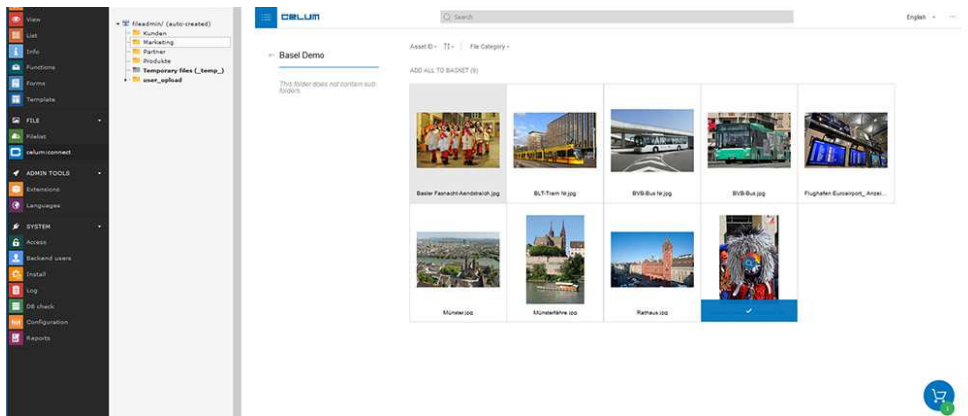 View
List
Info
Functions
Forms
Template
FILE
Filelist
celum:connect
ADMIN TOOLS
Extensions
Languages
SYSTEM
Access
Backend users
Install
Log
DB check
Configuration
Reports
fileadmin/ (auto-created)
Kunden
Marketing
Partner
Produkte
Temporary files (_temp_)
user_upload
CELUM
Search
English
Basel Demo
This folder does not contain sub-
folders.
Asset ID
File Category
ADD ALL TO BASKET (9)
Basler Fasnacht-Aendstraich.jpg
BLT-Tram Nr.jpg
BVB-Bus Nr.jpg
BVB-Bus.jpg
Flughafen Euroairport_ Anzei...
Münster.jpg
Münsterfähre.jpg
Rathaus.jpg
1